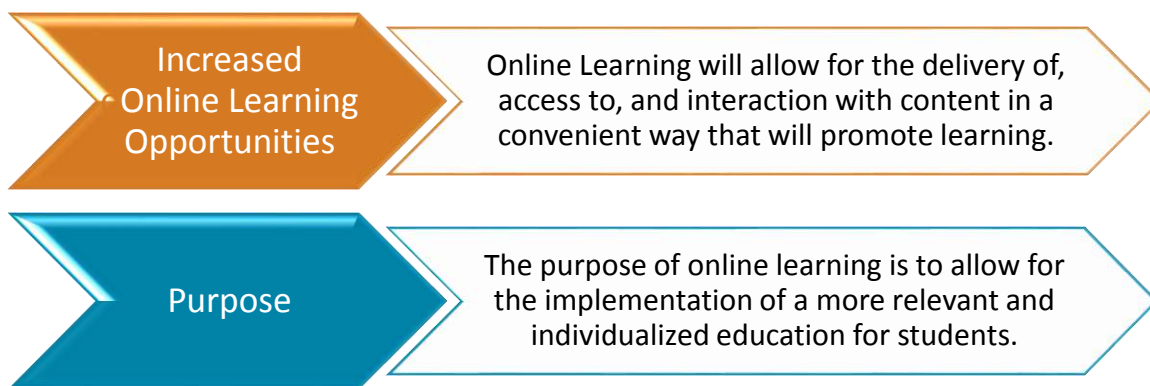 Increased
Online Learning
Opportunities
Online Learning will allow for the delivery of,
access to, and interaction with content in a
convenient way that will promote learning.
Purpose
The purpose of online learning is to allow for
the implementation of a more relevant and
individualized education for students.